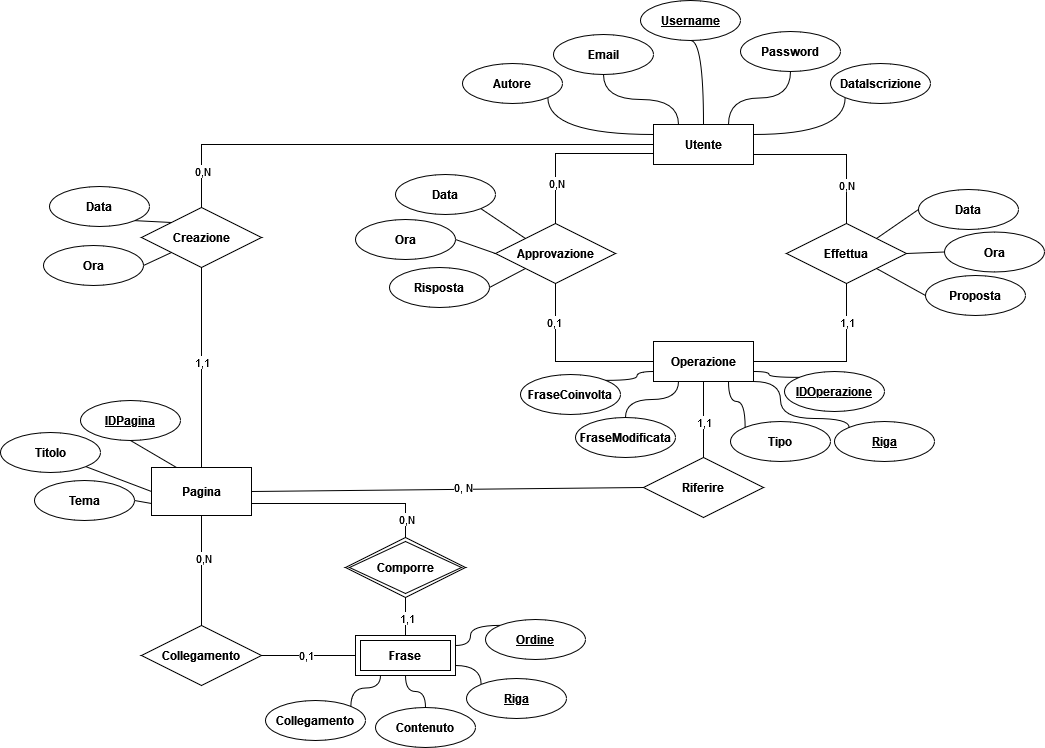 Username
Email
Password
Autore
DataIscrizione
Utente
0,N
0,N
0,N
Data
Data
Data
Creazione
Ora
Approvazione
Effettua
Ora
Ora
Risposta
Proposta
0,1
1,1
1,1
Operazione
FraseCoinvolta
IDOperazione
IDPagina
1,1
FraseModificata
Tipo
Riga
Titolo
Pagina
Tema
0, N
Riferire
0,N
0,N
Comporre
1,1
Ordine
Collegamento
0,1
Frase
Riga
Collegamento
Contenuto